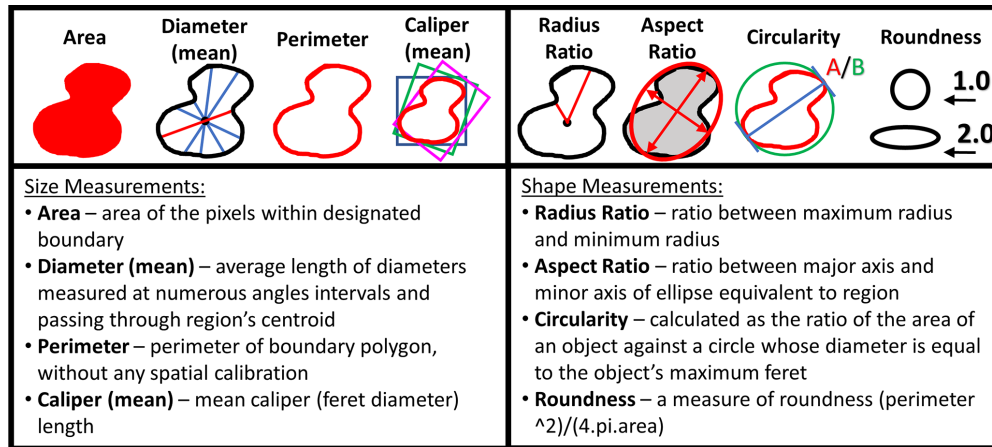 Area
Diameter
(mean)
Perimeter
Caliper
(mean)
Radius
Ratio
Aspect
Ratio
Circularity
A/B
Roundness
1.0
2.0
Size Measurements:
• Area – area of the pixels within designated
boundary
• Diameter (mean) – average length of diameters
measured at numerous angles intervals and
passing through region's centroid
• Perimeter – perimeter of boundary polygon,
without any spatial calibration
• Caliper (mean) – mean caliper (feret diameter)
length
Shape Measurements:
• Radius Ratio – ratio between maximum radius
and minimum radius
• Aspect Ratio – ratio between major axis and
minor axis of ellipse equivalent to region
• Circularity – calculated as the ratio of the area of
an object against a circle whose diameter is equal
to the object's maximum feret
• Roundness – a measure of roundness (perimeter
^2)/(4.pi.area)